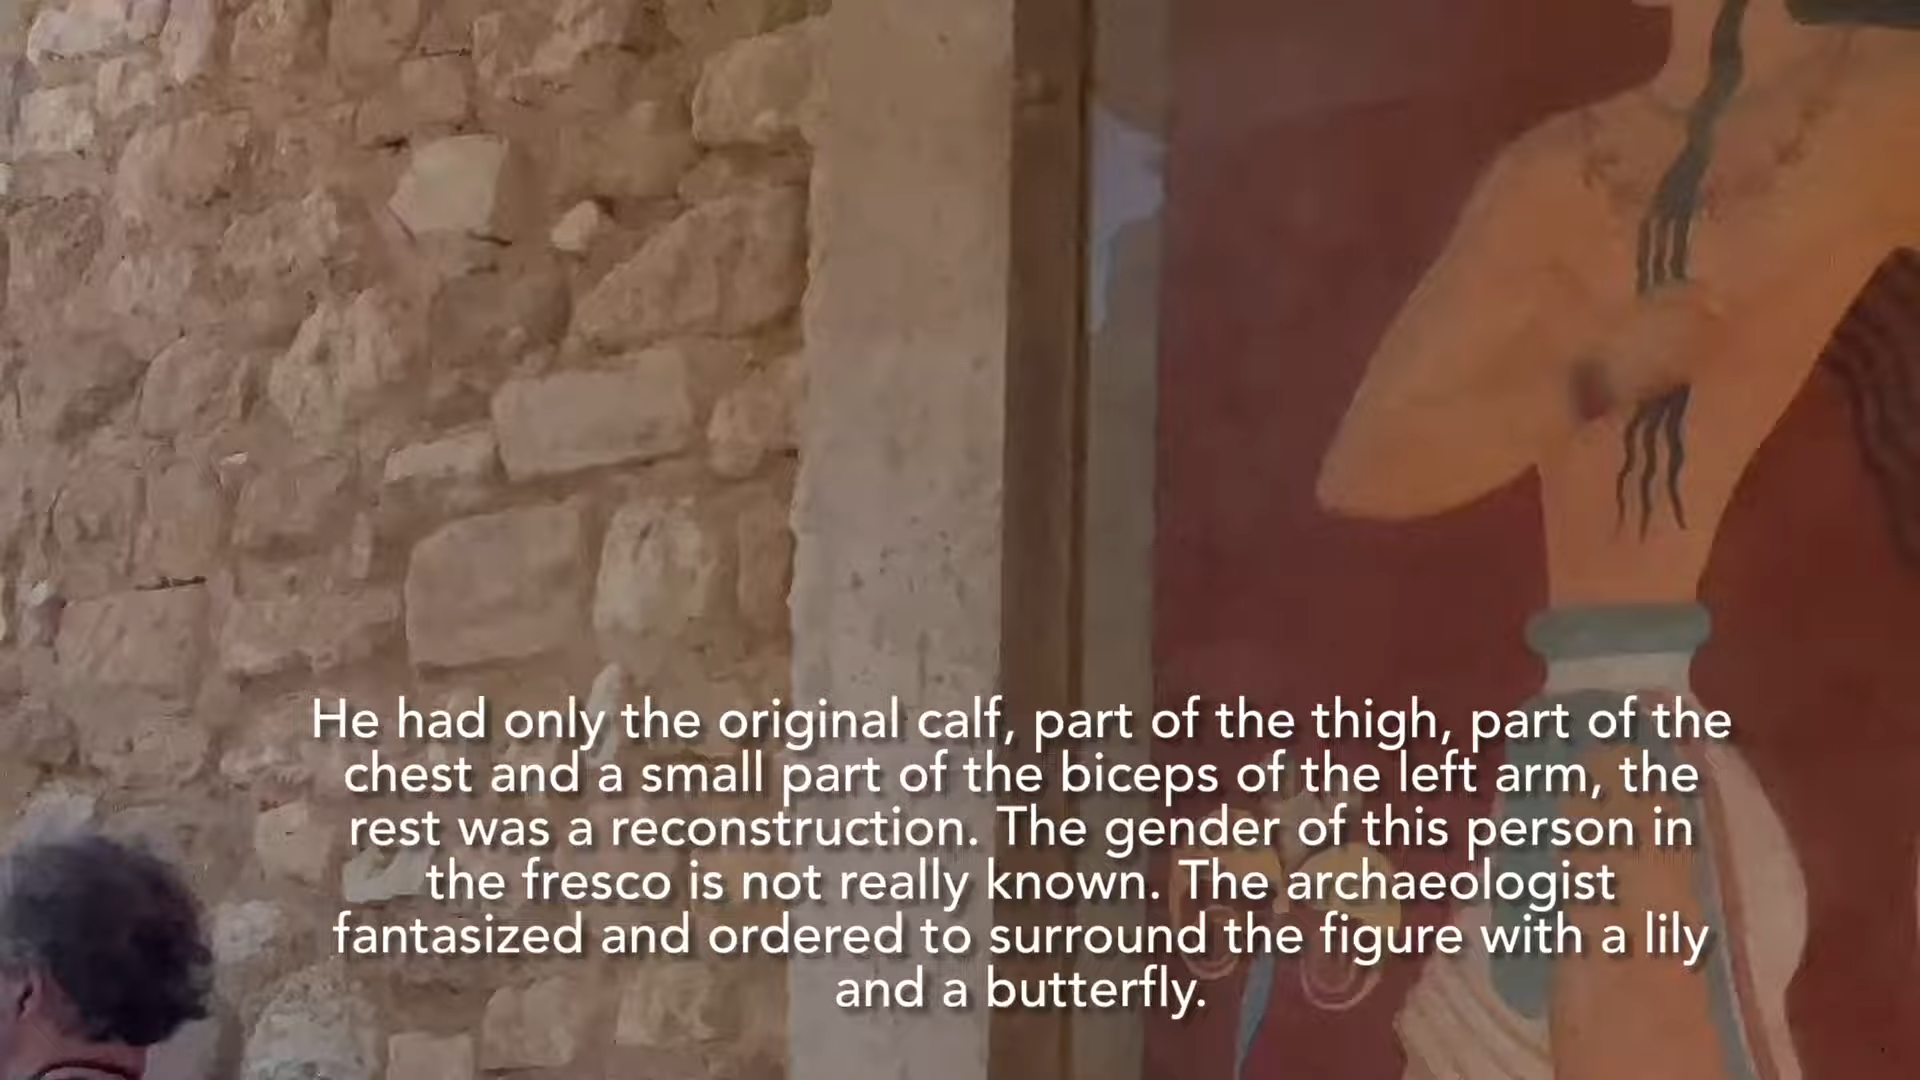 He had only the original calf, part of the thigh, part of the
chest and a small part of the biceps of the left arm, the
rest was a reconstruction. The gender of this person in
the fresco is not really known. The archaeologist
fantasized and ordered to surround the figure with a lily
and a butterfly.